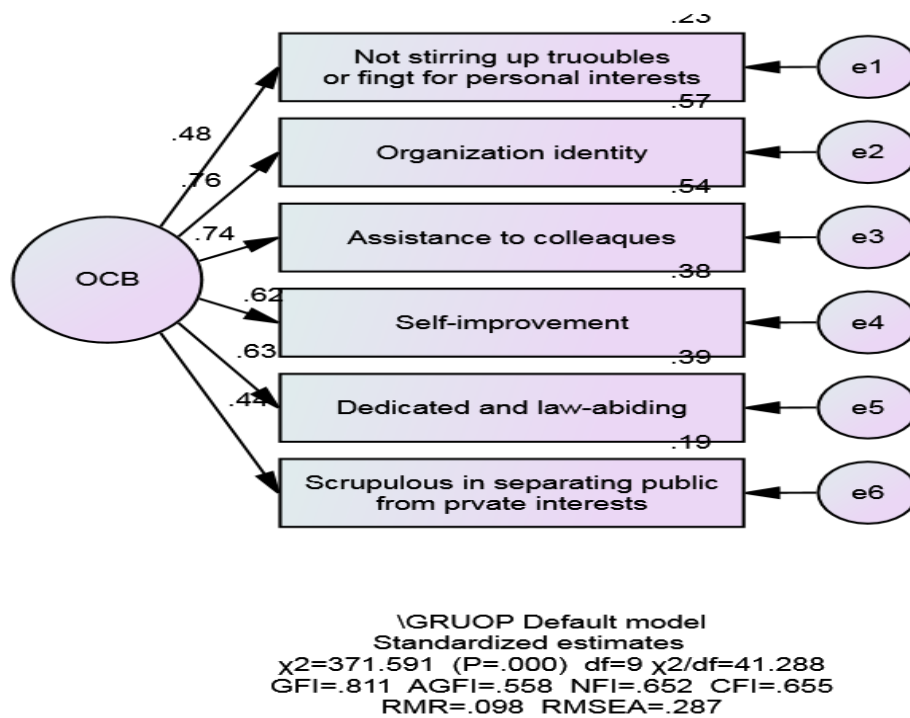 .23
Not stirring up truoubles
or fingt for personal interests
e1
.48
.57
Organization identity
e2
.76
.54
Assistance to colleaques
e3
.74
OCB
.38
Self-improvement
e4
.62
.39
Dedicated and law-abiding
e5
.63
.19
Scrupulous in separating public
from prvate interests
e6
.44
\GRUOP Default model
Standardized estimates
χ2=371.591 (P=.000) df=9 χ2/df=41.288
GFI=.811 AGFI=.558 NFI=.652 CFI=.655
RMR=.098 RMSEA=.287